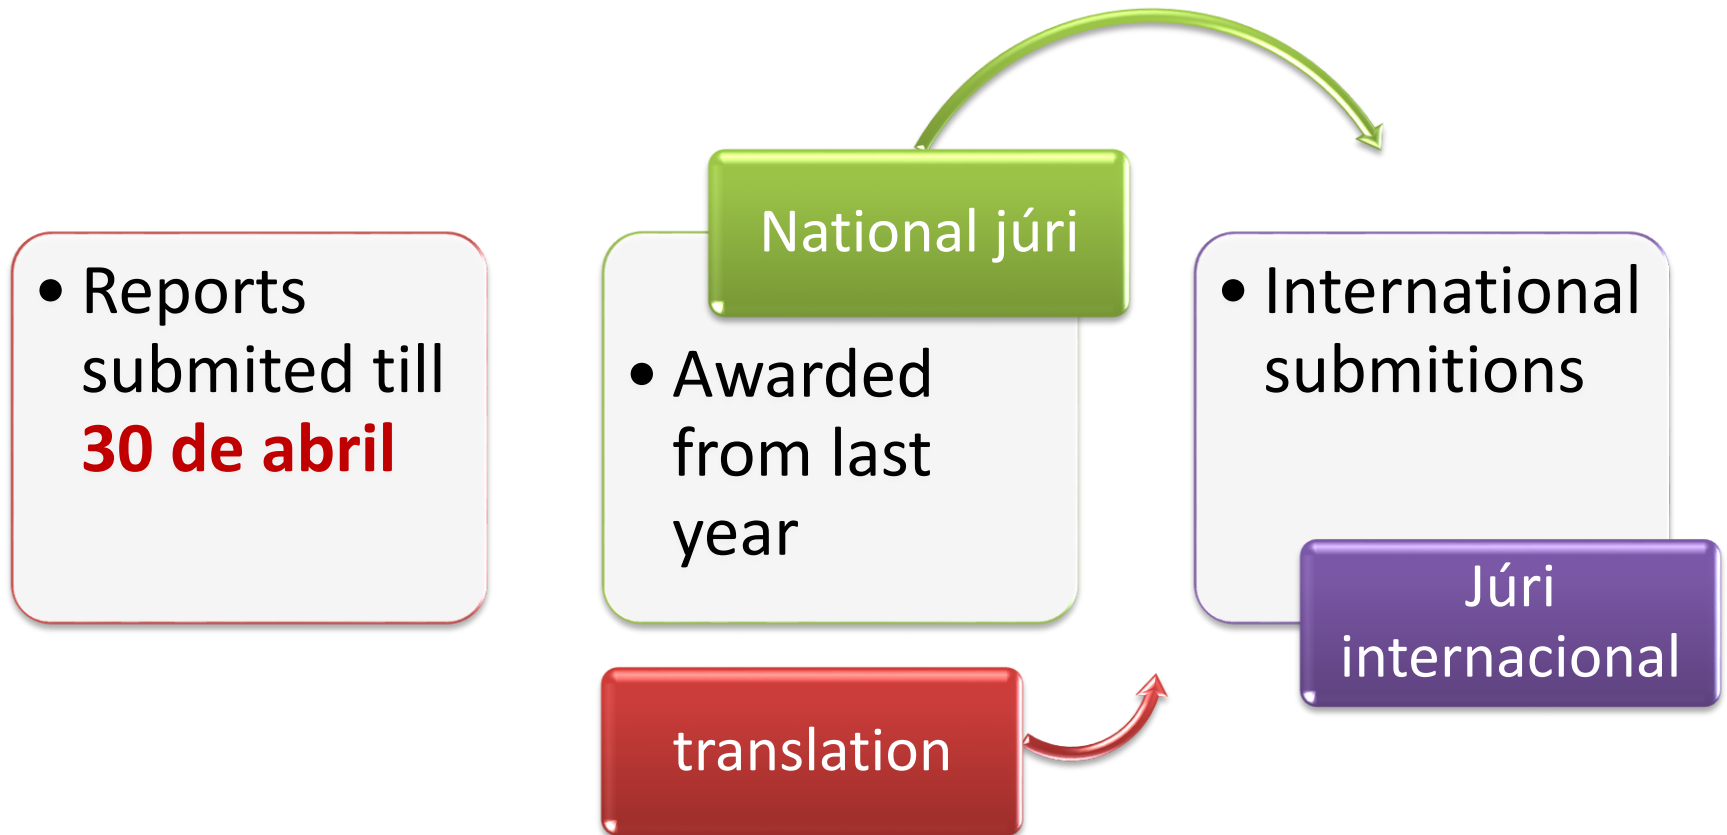 • Reports
submited till
30 de abril
National júri
• Awarded
from last
year
translation
• International
submitions
Júri
internacional